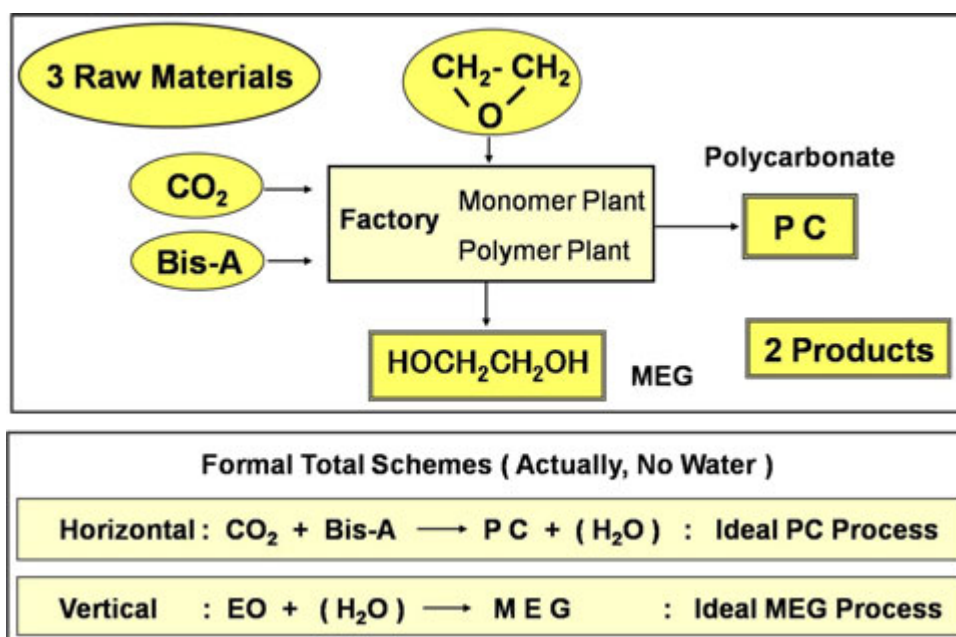 3 Raw Materials
CH₂- CH₂
O
CO₂
Bis-A
Factory
Monomer Plant
Polymer Plant
Polycarbonate
P C
HOCH₂CH₂OH
MEG
2 Products
Formal Total Schemes ( Actually, No Water )
Horizontal : CO₂ + Bis-A ⟶ P C + ( H₂O ) : Ideal PC Process
Vertical : EO + ( H₂O ) ⟶ M E G : Ideal MEG Process